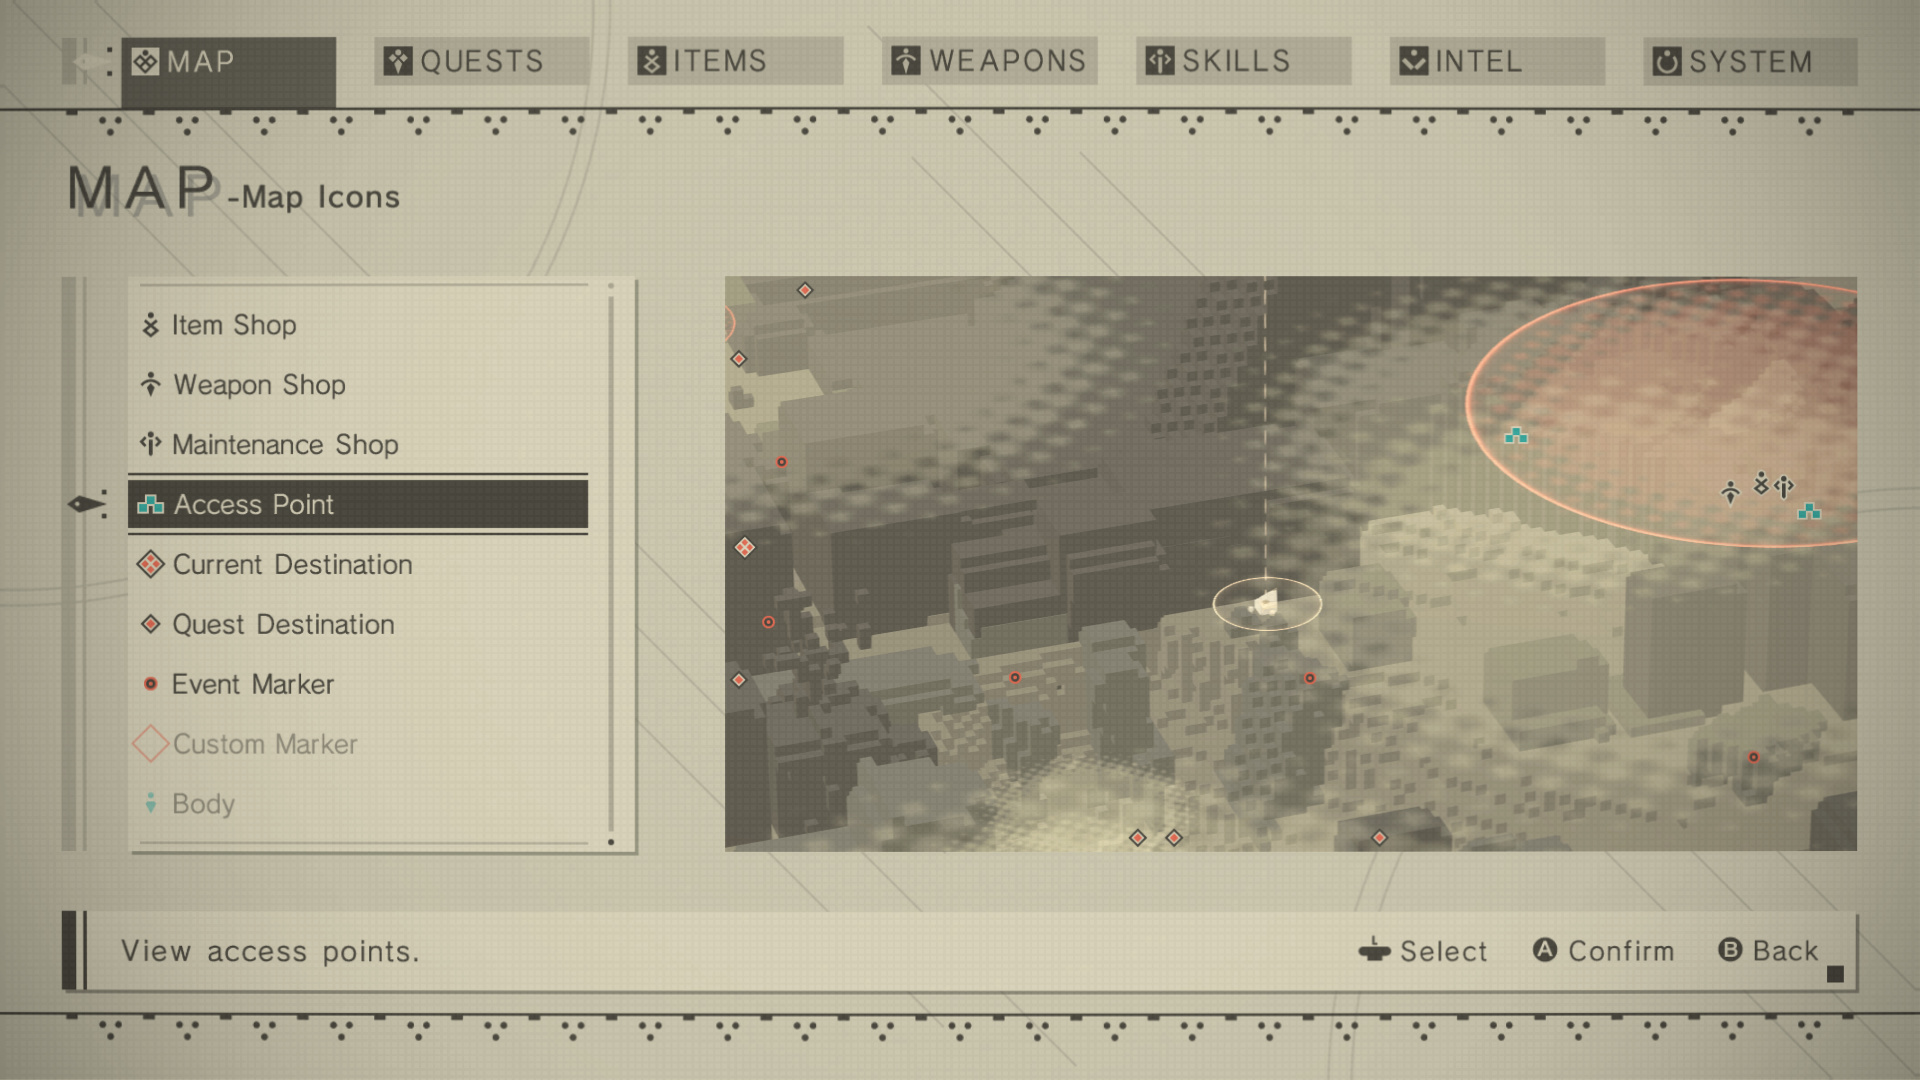 MAP
QUESTS
ITEMS
WEAPONS
SKILLS
INTEL
SYSTEM
MAP -Map Icons
Item Shop
Weapon Shop
Maintenance Shop
Access Point
Current Destination
Quest Destination
Event Marker
Custom Marker
Body
View access points.
L Select
A Confirm
B Back